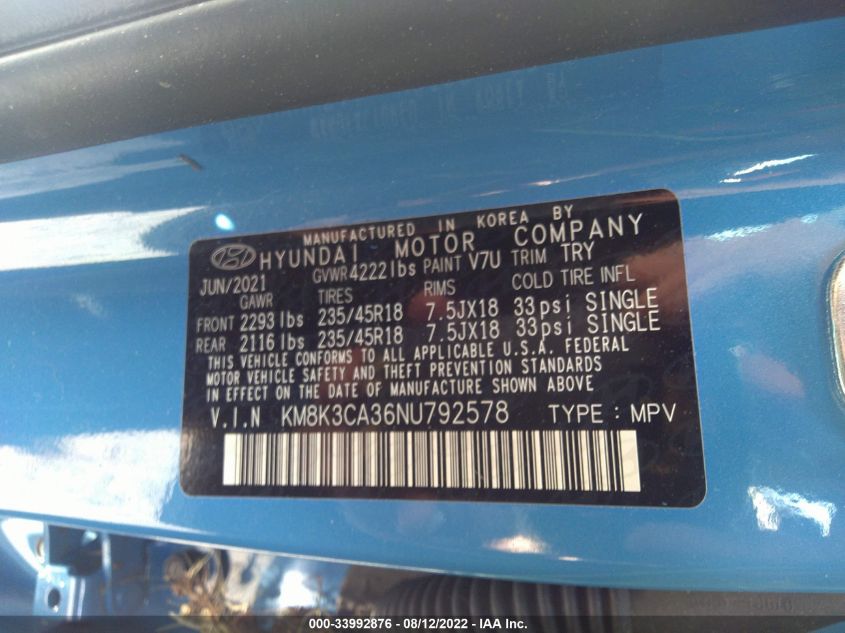 MANUFACTURED IN KOREA BY
HYUNDAI MOTOR COMPANY
JUN/2021 GVWR 4222lbs PAINT V7U TRIM TRY
GAWR TIRES RIMS COLD TIRE INFL
FRONT 2293 lbs 235/45R18 7.5JX18 33psi SINGLE
REAR 2116 lbs 235/45R18 7.5JX18 33psi SINGLE
THIS VEHICLE CONFORMS TO ALL APPLICABLE U.S.A. FEDERAL
MOTOR VEHICLE SAFETY AND THEFT PREVENTION STANDARDS
IN EFFECT ON THE DATE OF MANUFACTURE SHOWN ABOVE
V.I.N KM8K3CA36NU792578 TYPE : MPV
000-33992876 - 08/12/2022 - IAA Inc.